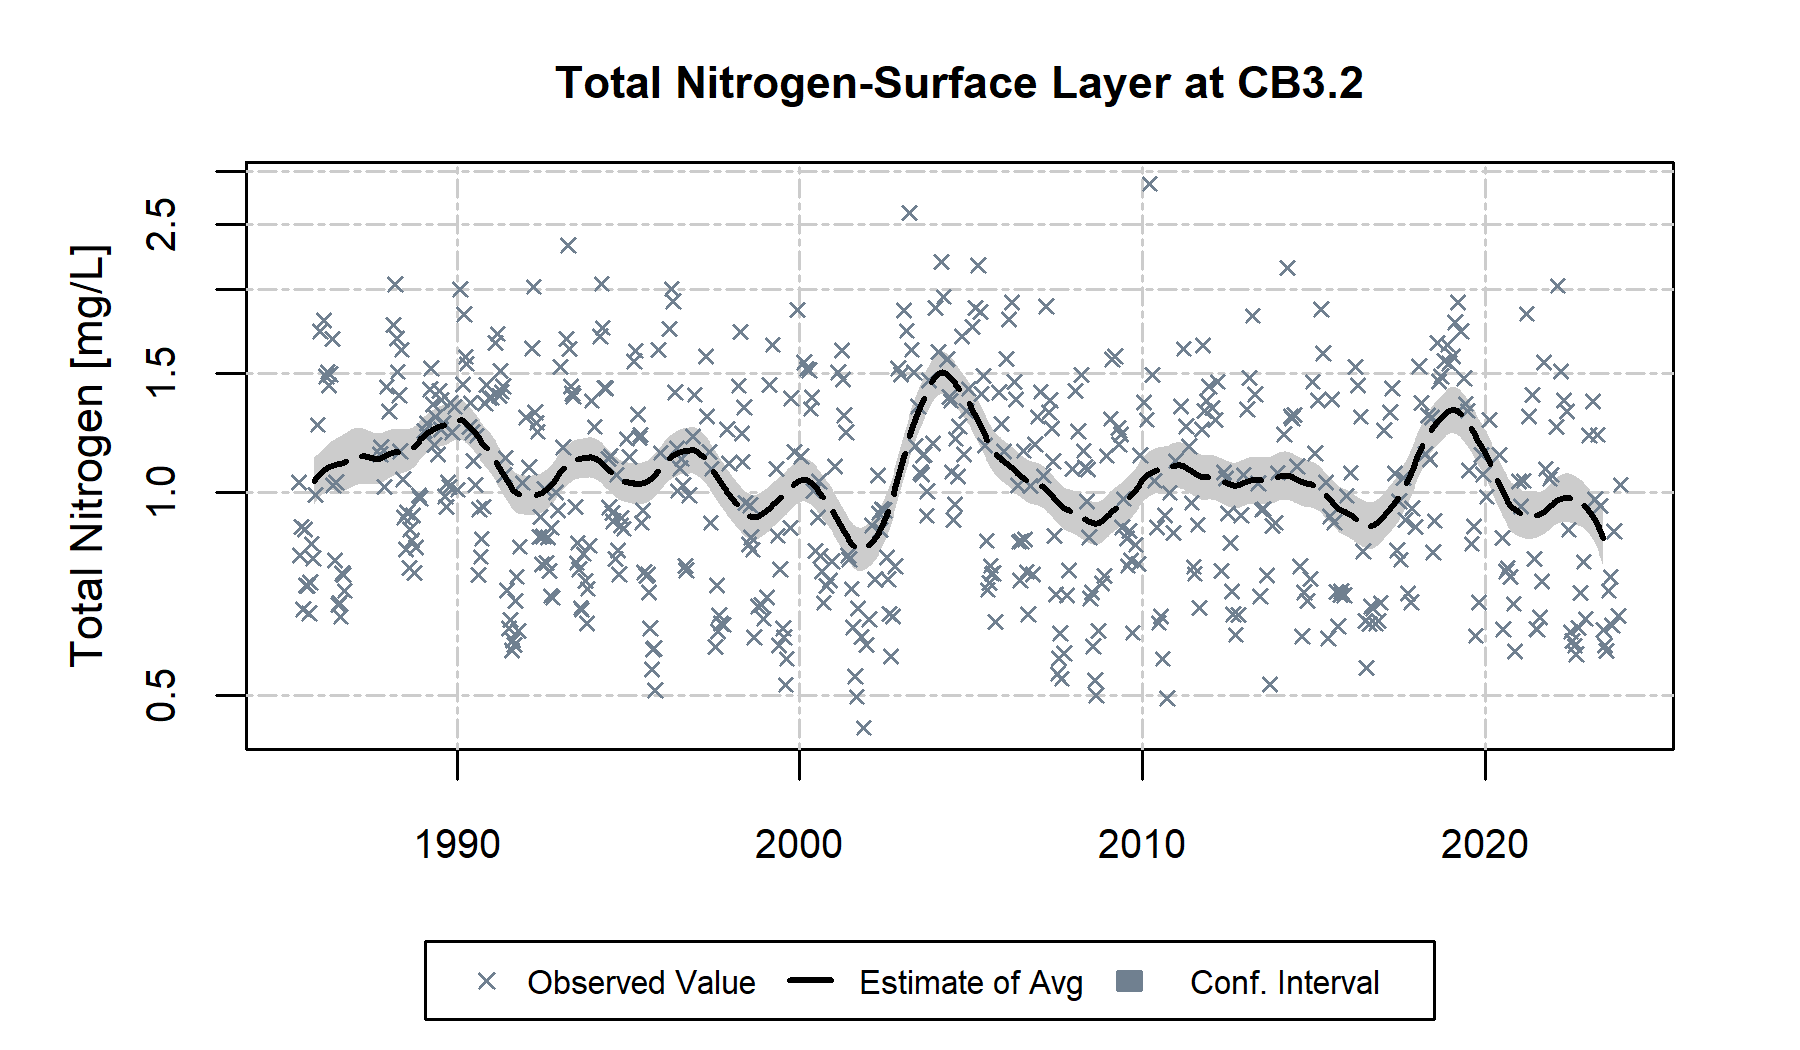 Total Nitrogen-Surface Layer at CB3.2
Total Nitrogen [mg/L]
2.5
1.5
1.0
0.5
1990 2000 2010 2020
Observed Value Estimate of Avg Conf. Interval